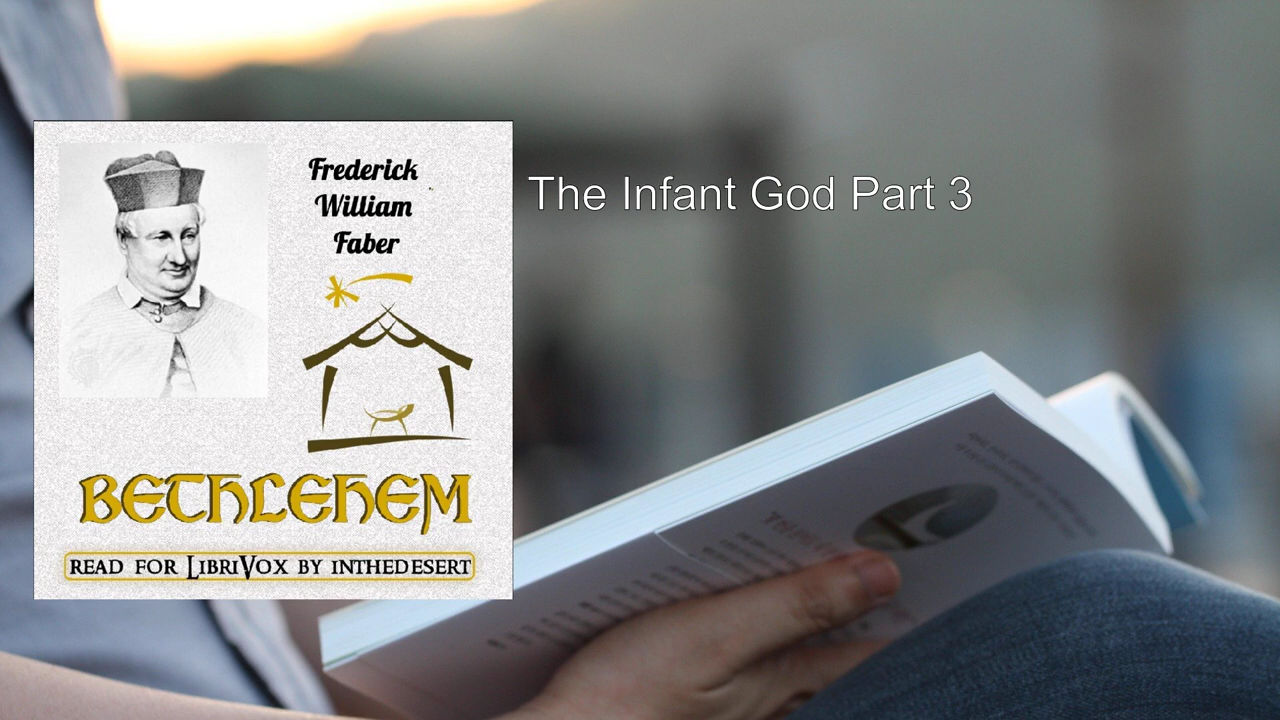 Frederick
William
Faber
BETHLEHEM
READ FOR LIBRIVOX BY INTHEDESERT
The Infant God Part 3